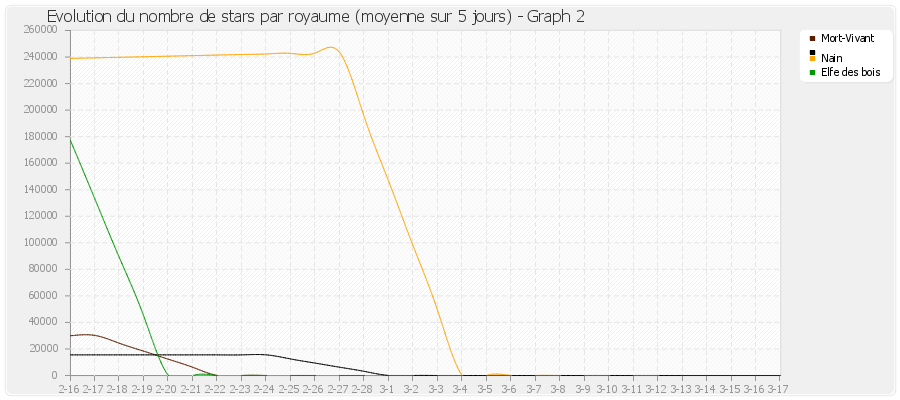 Evolution du nombre de stars par royaume (moyenne sur 5 jours) - Graph 2
260000
240000
220000
200000
180000
160000
140000
120000
100000
80000
60000
40000
20000
0
2-16 2-17 2-18 2-19 2-20 2-21 2-22 2-23 2-24 2-25 2-26 2-27 2-28 3-1 3-2 3-3 3-4 3-5 3-6 3-7 3-8 3-9 3-10 3-11 3-12 3-13 3-14 3-15 3-16 3-17
Mort-Vivant
Nain
Elfe des bois